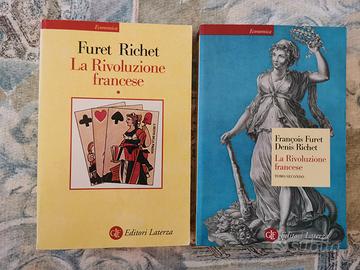 Economica
Furet Richet
La Rivoluzione
francese
Editori Laterza
Economica
François Furet
Denis Richet
La Rivoluzione
francese
TOMO SECONDO
Editori Laterza